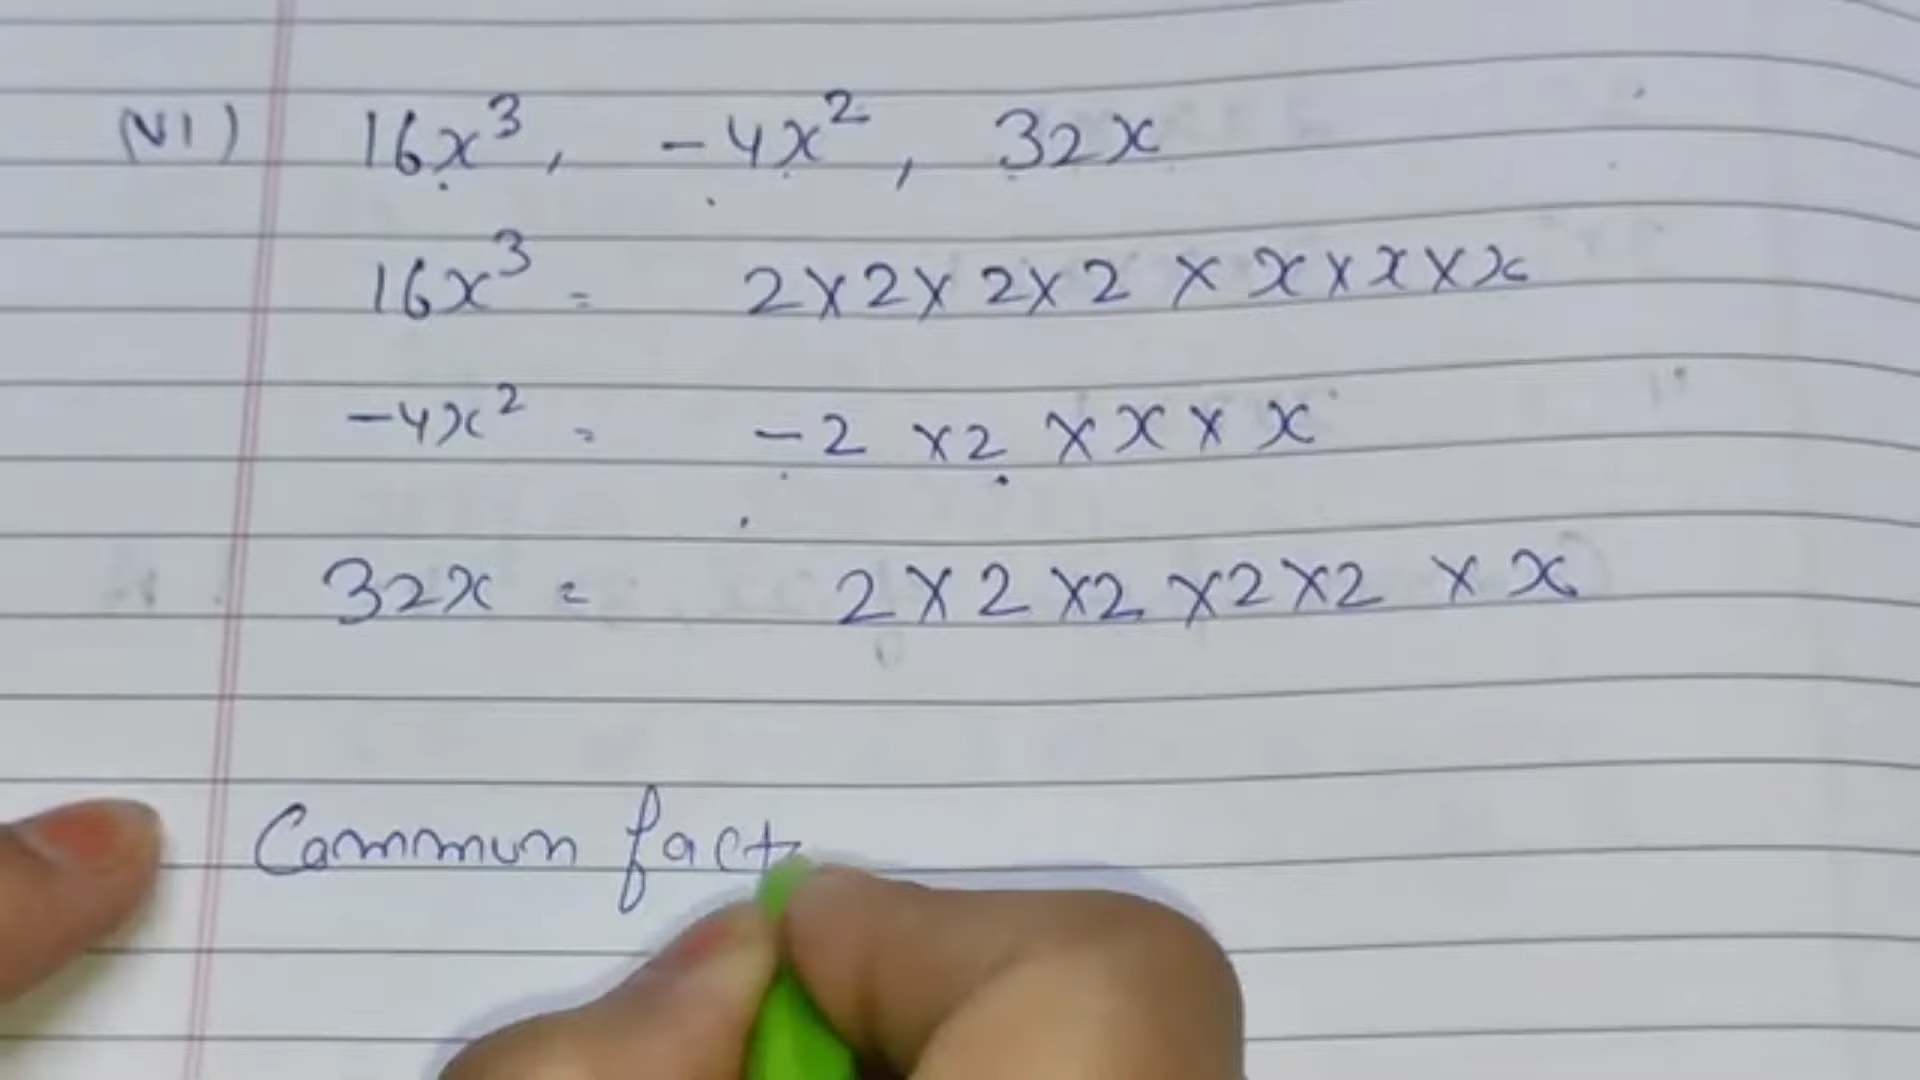 (VI) 16x³, -4x², 32x
16x³ = 2×2×2×2 × x×x×x
-4x² = -2 ×2 × x × x
32x = 2×2×2×2×2 × x
Commun fact